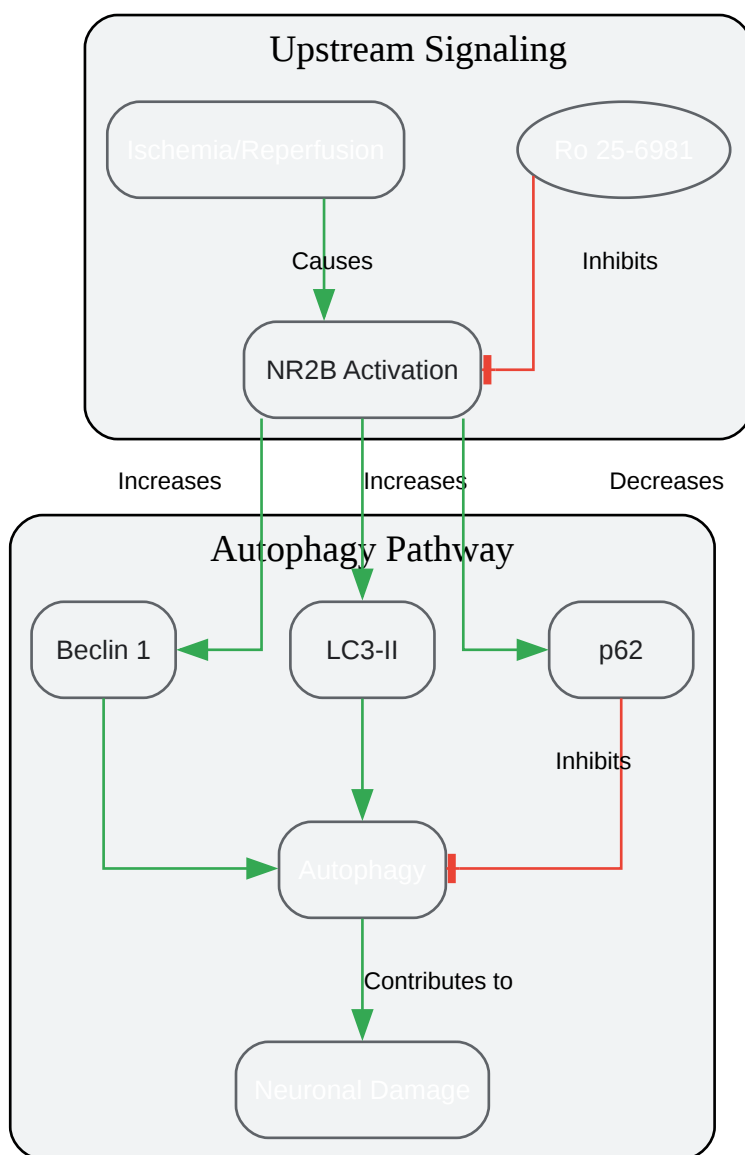 Upstream Signaling
Ischemia/Reperfusion
Ro 25-6981
Causes
Inhibits
NR2B Activation
Increases
Increases
Decreases
Autophagy Pathway
Beclin 1
LC3-II
p62
Inhibits
Autophagy
Contributes to
Neuronal Damage